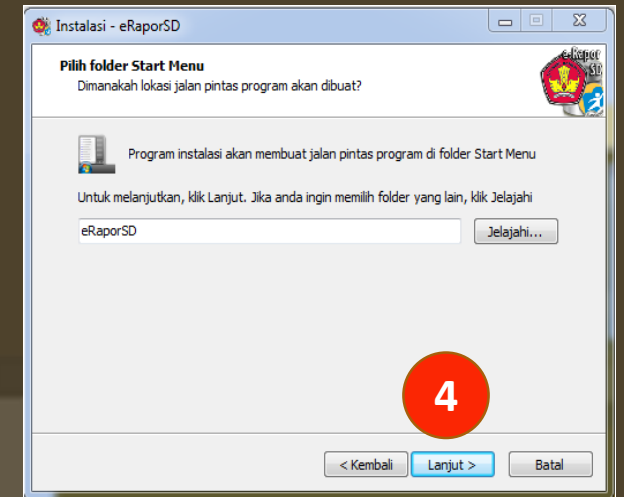 Instalasi - eRaporSD
Pilih folder Start Menu
Dimanakah lokasi jalan pintas program akan dibuat?
e-Rapor
SD
Program instalasi akan membuat jalan pintas program di folder Start Menu
Untuk melanjutkan, klik Lanjut. Jika anda ingin memilih folder yang lain, klik Jelajahi
eRaporSD
Jelajahi...
4
< Kembali
Lanjut >
Batal